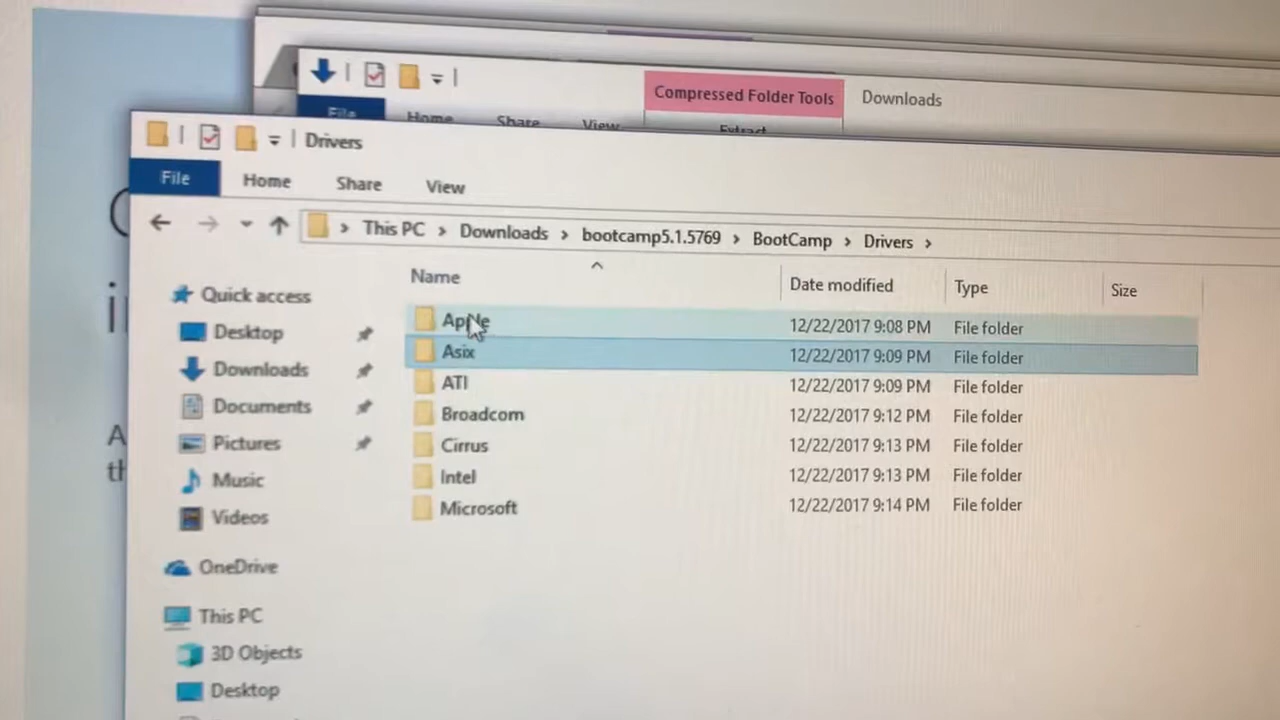 Compressed Folder Tools
Downloads
File
Home
Share
View
Extract
Drivers
File
Home
Share
View
This PC > Downloads > bootcamp5.1.5769 > BootCamp > Drivers >
Name
Date modified
Type
Size
Quick access
Desktop
Downloads
Documents
Pictures
Music
Videos
OneDrive
This PC
3D Objects
Desktop
Apple 12/22/2017 9:08 PM File folder
Asix 12/22/2017 9:09 PM File folder
ATI 12/22/2017 9:09 PM File folder
Broadcom 12/22/2017 9:12 PM File folder
Cirrus 12/22/2017 9:13 PM File folder
Intel 12/22/2017 9:13 PM File folder
Microsoft 12/22/2017 9:14 PM File folder